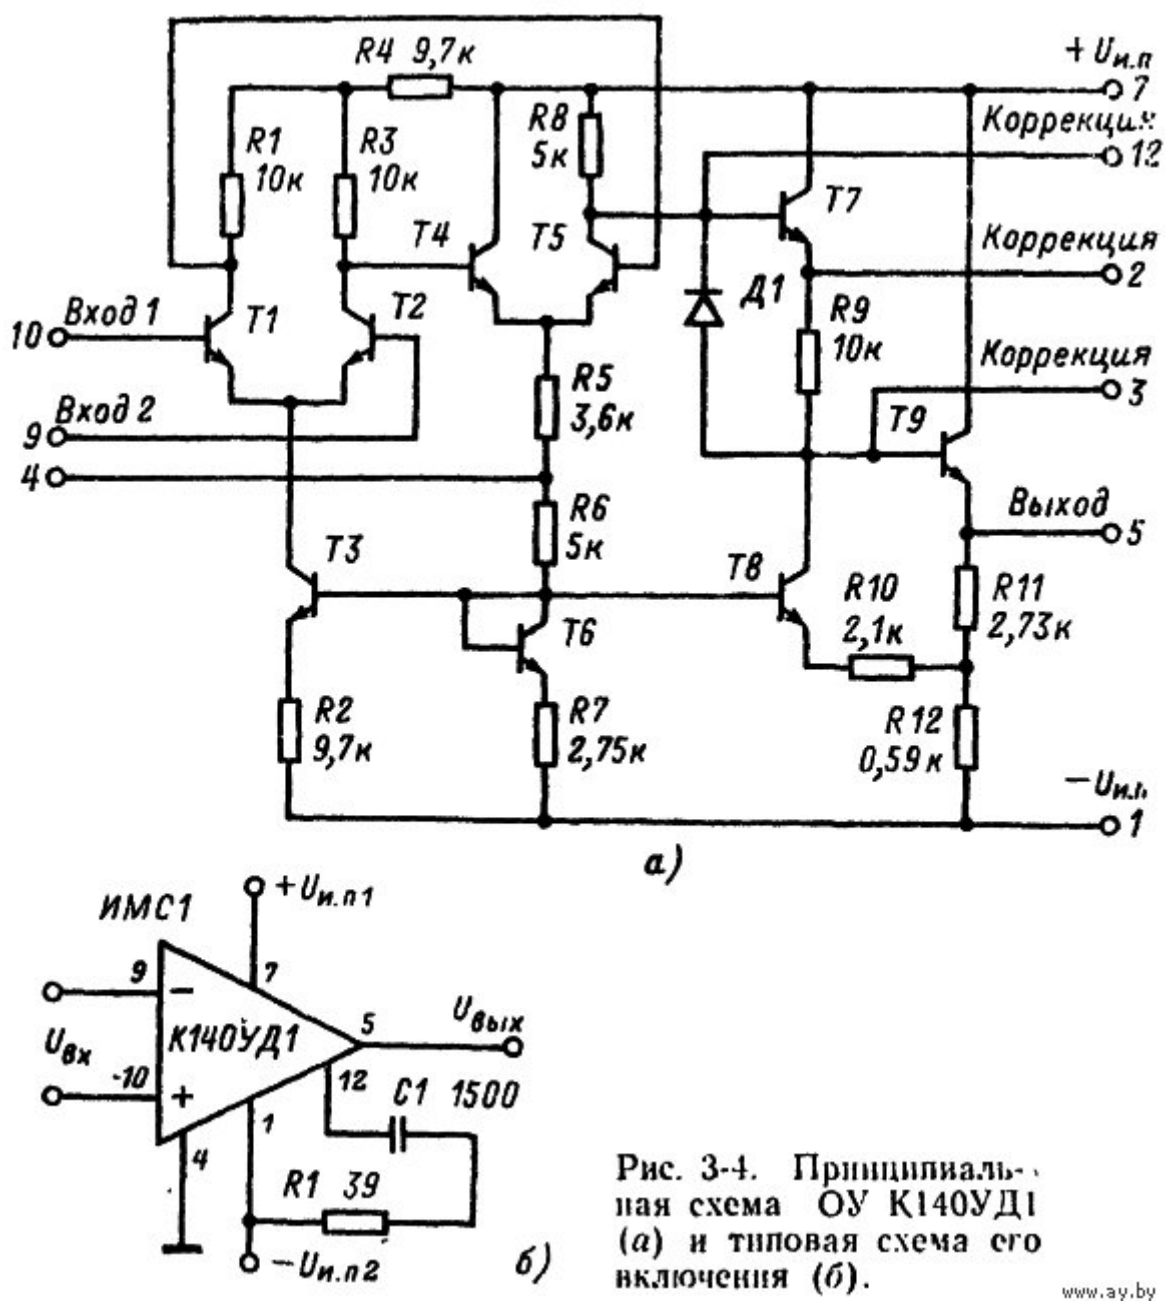 R4 9,7к
+ Uи.п
7
Коррекция
12
R1
10к
R3
10к
R8
5к
T4
T5
T7
Коррекция
2
10
Вход 1
T1
T2
Д1
R9
10к
Коррекция
3
9
Вход 2
R5
3,6к
T9
4
R6
5к
Выход
5
T3
T8
R10
2,1к
R11
2,73к
T6
R2
9,7к
R7
2,75к
R12
0,59к
1
а)
ИМС1
+Uи.п1
9
7
−
Uвх
К140УД1
5
Uвых
-10
+
12
C1 1500
1
4
R1 39
−Uи.п2
б)
Рис. 3-4. Принципиаль-
ная схема ОУ К140УД1
(а) и типовая схема его
включения (б).
www.ay.by